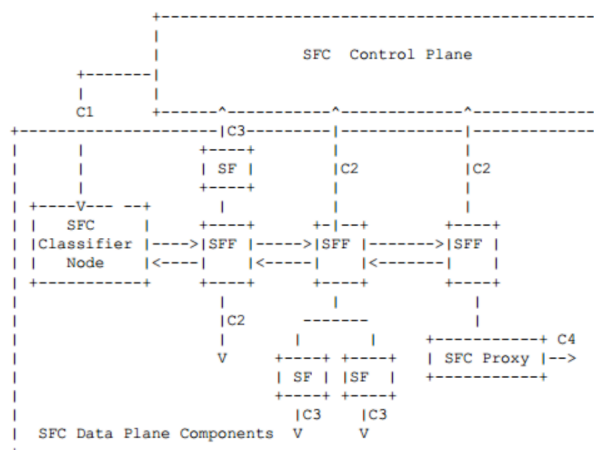 SFC Control Plane
C1
C3
SF C2 C2
SFC
Classifier SFF SFF SFF
Node
C2
C4
SFC Proxy
V SF SF
C3 C3
SFC Data Plane Components V V